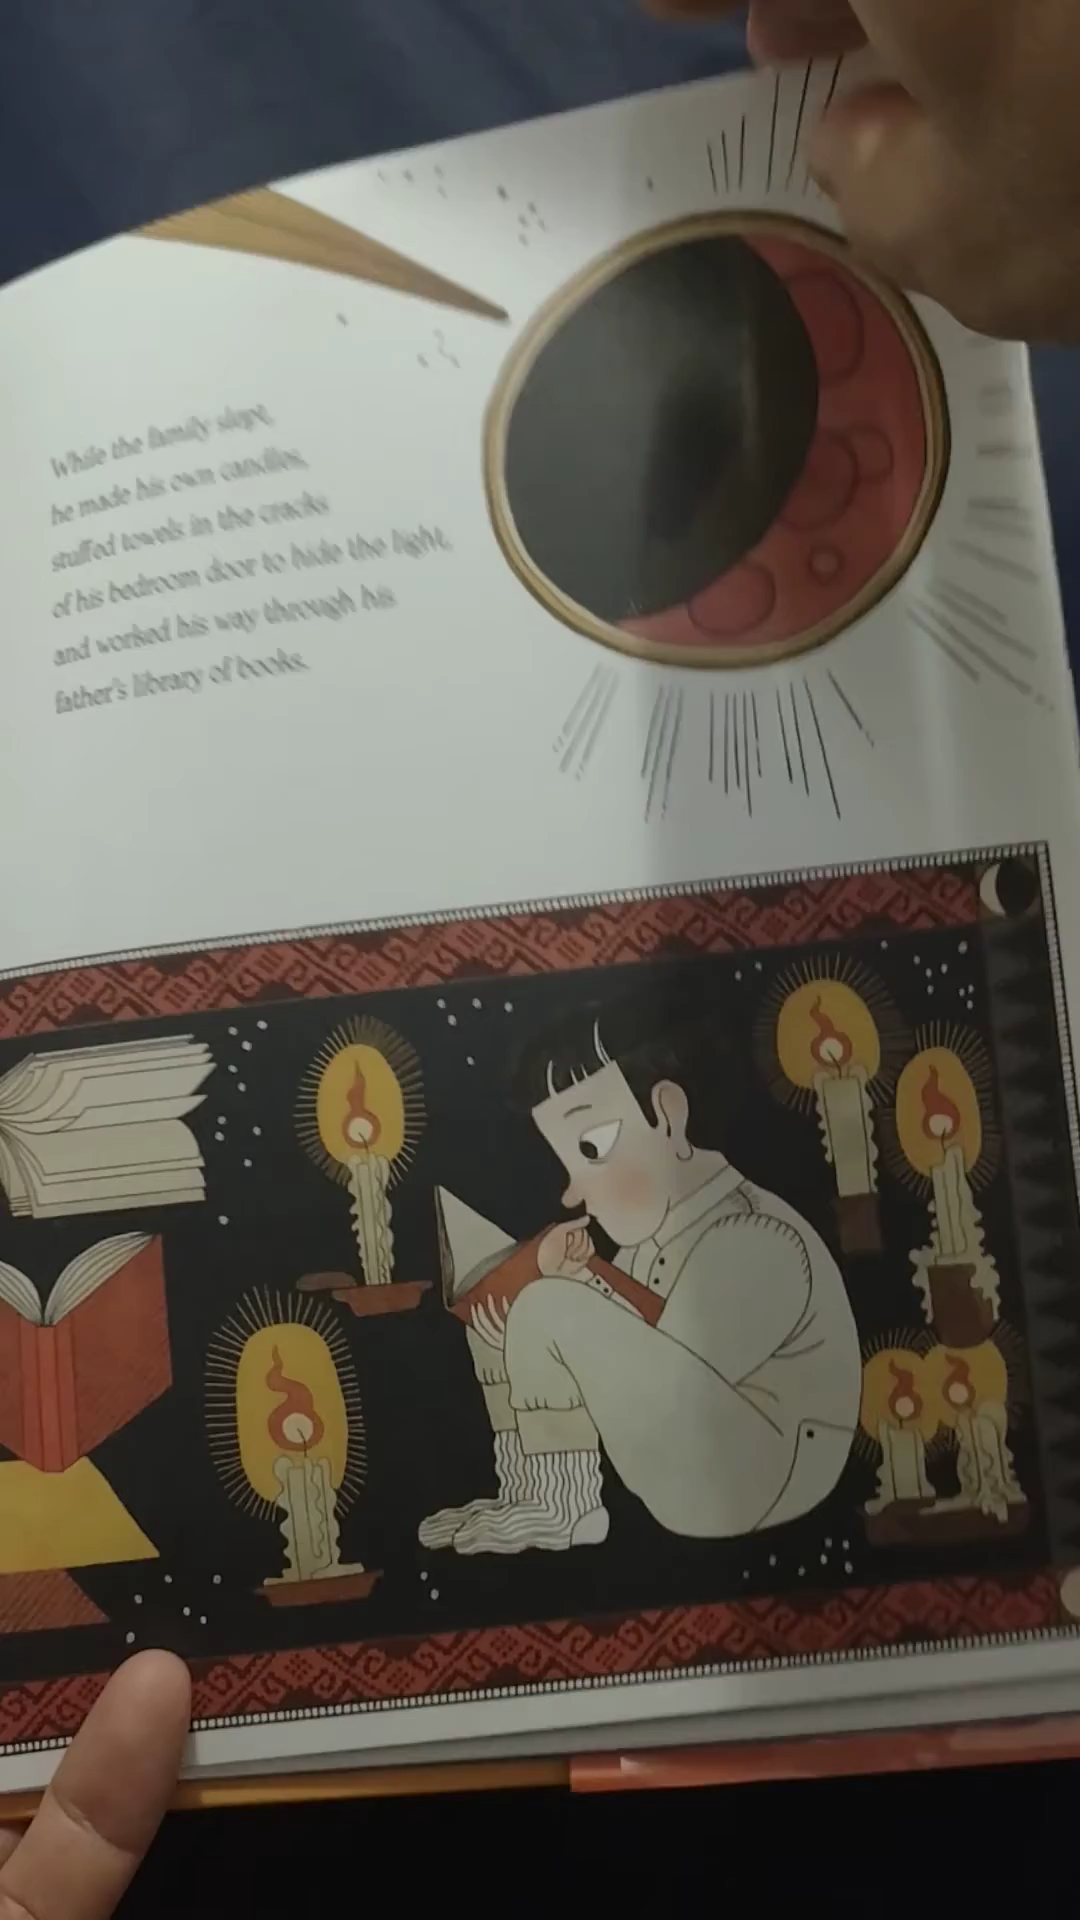 While the family slept,
he made his own candles,
stuffed towels in the cracks
of his bedroom door to hide the light,
and worked his way through his
father's library of books.